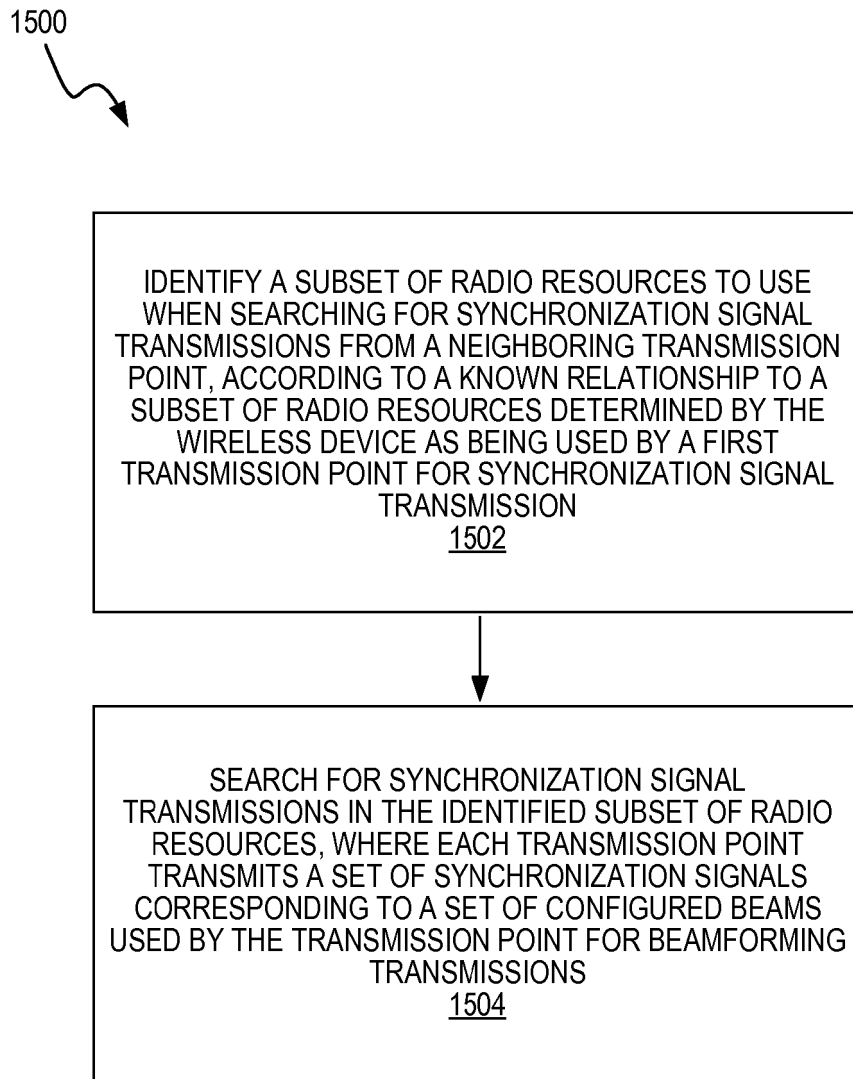 1500
IDENTIFY A SUBSET OF RADIO RESOURCES TO USE
WHEN SEARCHING FOR SYNCHRONIZATION SIGNAL
TRANSMISSIONS FROM A NEIGHBORING TRANSMISSION
POINT, ACCORDING TO A KNOWN RELATIONSHIP TO A
SUBSET OF RADIO RESOURCES DETERMINED BY THE
WIRELESS DEVICE AS BEING USED BY A FIRST
TRANSMISSION POINT FOR SYNCHRONIZATION SIGNAL
TRANSMISSION
1502
SEARCH FOR SYNCHRONIZATION SIGNAL
TRANSMISSIONS IN THE IDENTIFIED SUBSET OF RADIO
RESOURCES, WHERE EACH TRANSMISSION POINT
TRANSMITS A SET OF SYNCHRONIZATION SIGNALS
CORRESPONDING TO A SET OF CONFIGURED BEAMS
USED BY THE TRANSMISSION POINT FOR BEAMFORMING
TRANSMISSIONS
1504